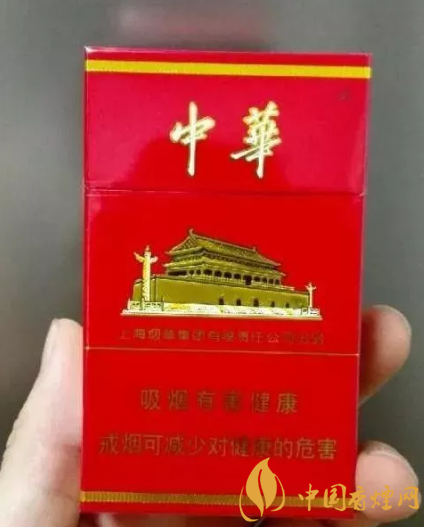 中華
上海烟草集团有限责任公司出品
吸烟有害健康
戒烟可减少对健康的危害
中国有烟网